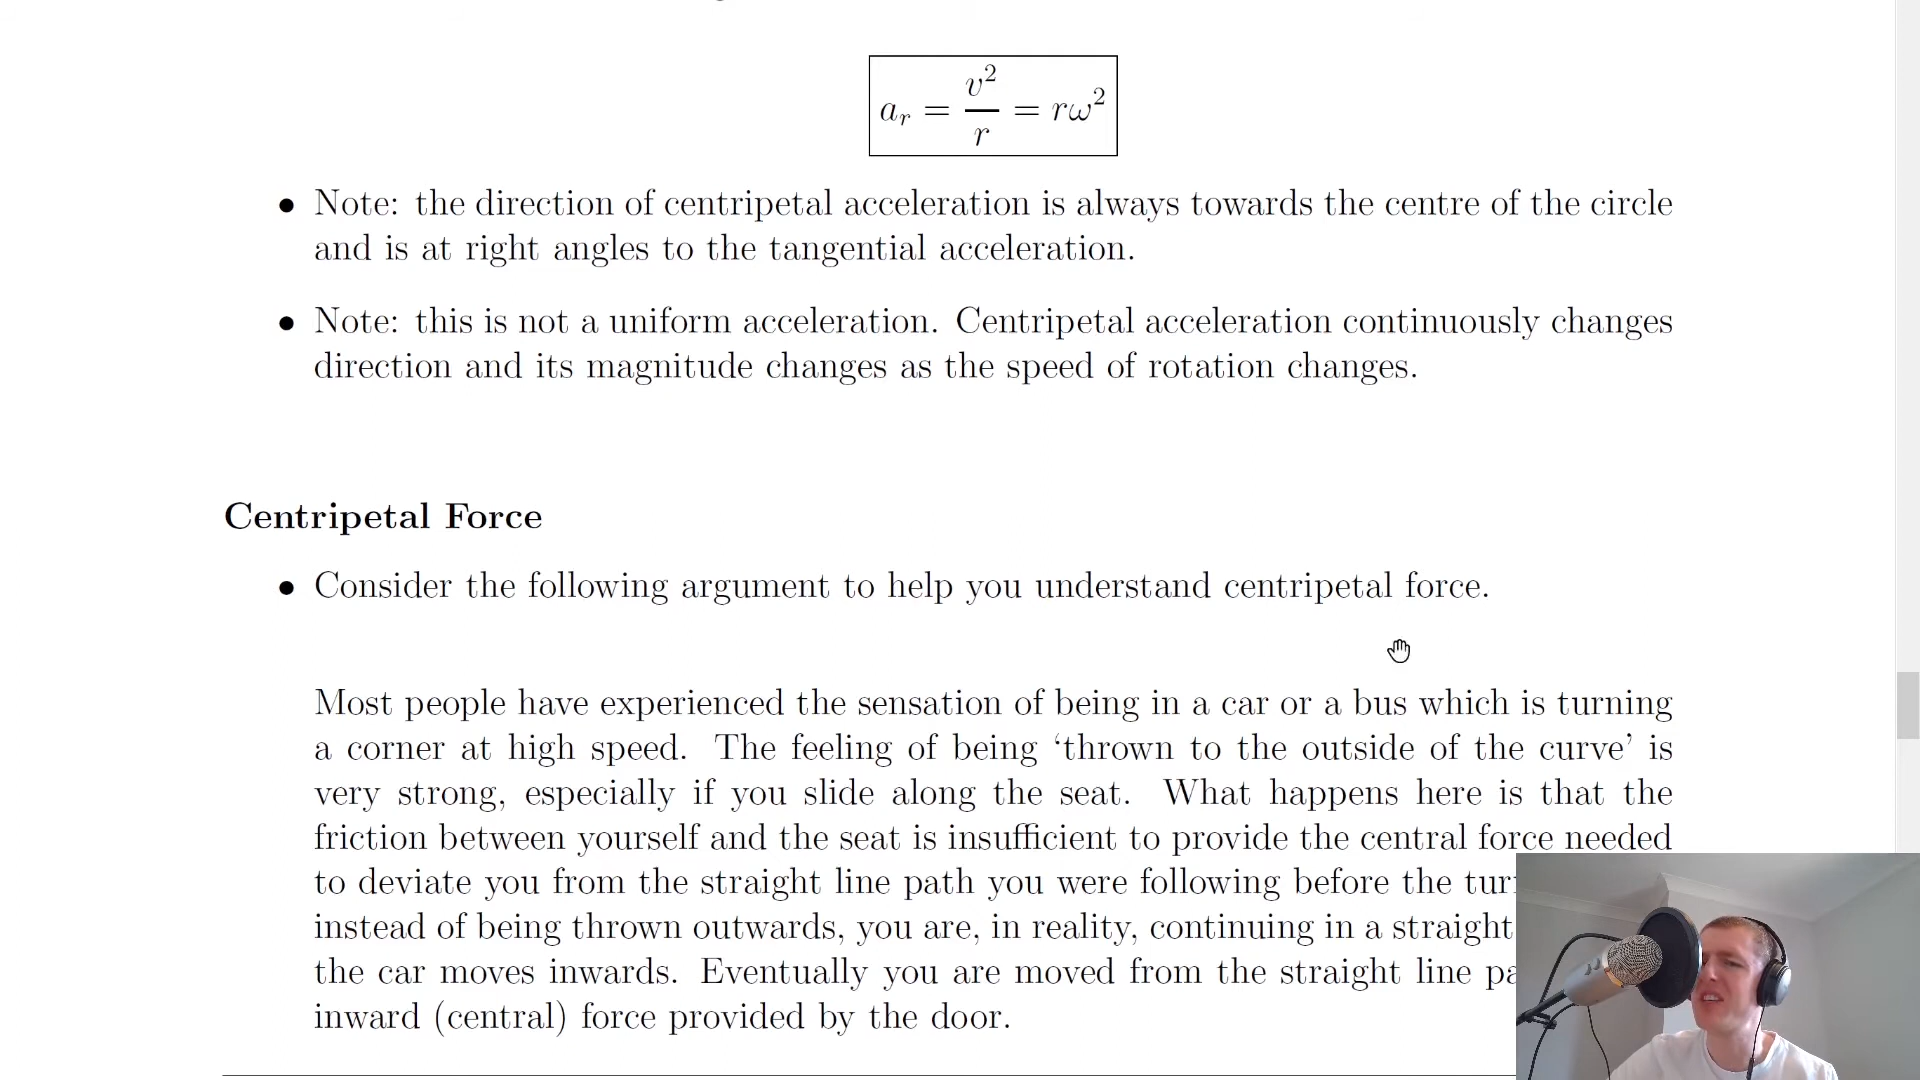 a_r = v²/r = rω²
• Note: the direction of centripetal acceleration is always towards the centre of the circle
and is at right angles to the tangential acceleration.
• Note: this is not a uniform acceleration. Centripetal acceleration continuously changes
direction and its magnitude changes as the speed of rotation changes.
Centripetal Force
• Consider the following argument to help you understand centripetal force.
Most people have experienced the sensation of being in a car or a bus which is turning
a corner at high speed. The feeling of being ‘thrown to the outside of the curve’ is
very strong, especially if you slide along the seat. What happens here is that the
friction between yourself and the seat is insufficient to provide the central force needed
to deviate you from the straight line path you were following before the
instead of being thrown outwards, you are, in reality, continuing in a straight
the car moves inwards. Eventually you are moved from the straight line
inward (central) force provided by the door.